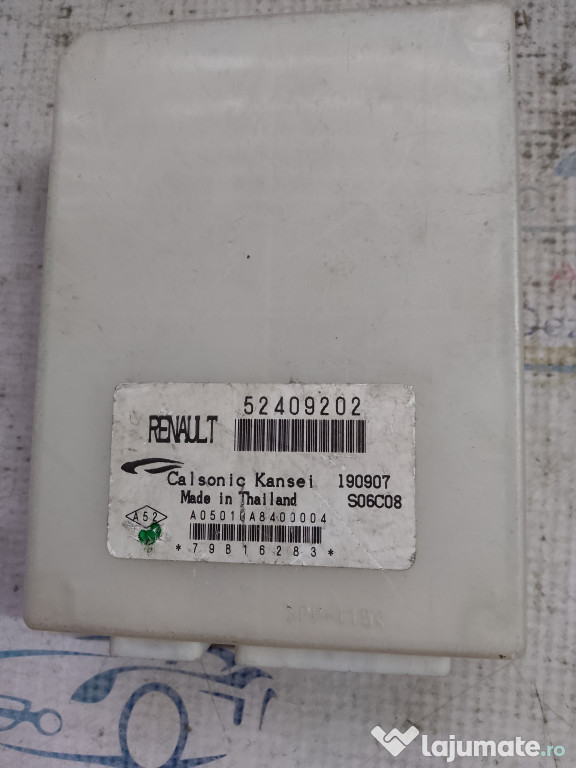 52409202
RENAULT
Calsonic Kansei 190907
Made in Thailand S06C08
A52
A05010A8400004
*79816283*
lajumate.ro